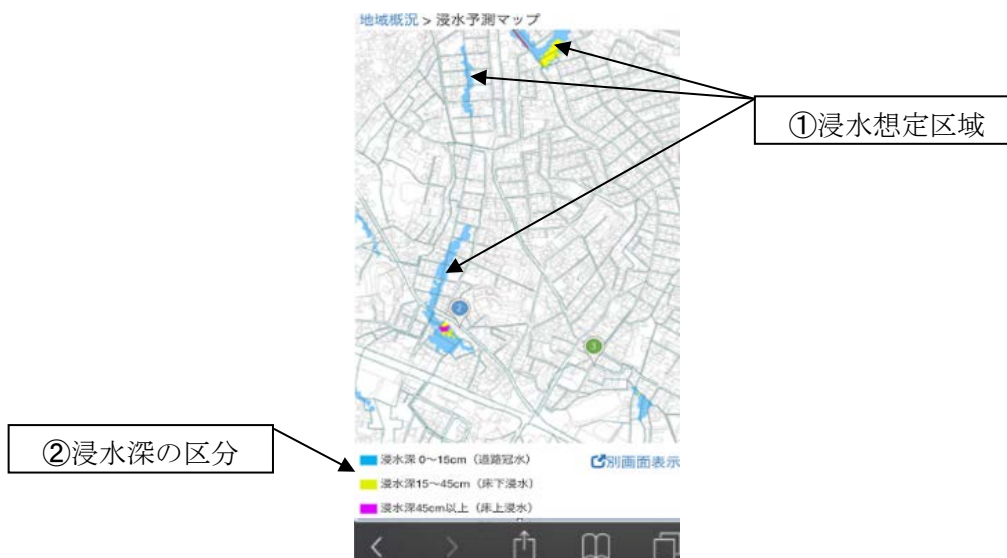 地域概況 > 浸水予測マップ
①浸水想定区域
2
3
②浸水深の区分
浸水深 0～15cm（道路冠水）
別画面表示
浸水深15～45cm（床下浸水）
浸水深45cm以上（床上浸水）